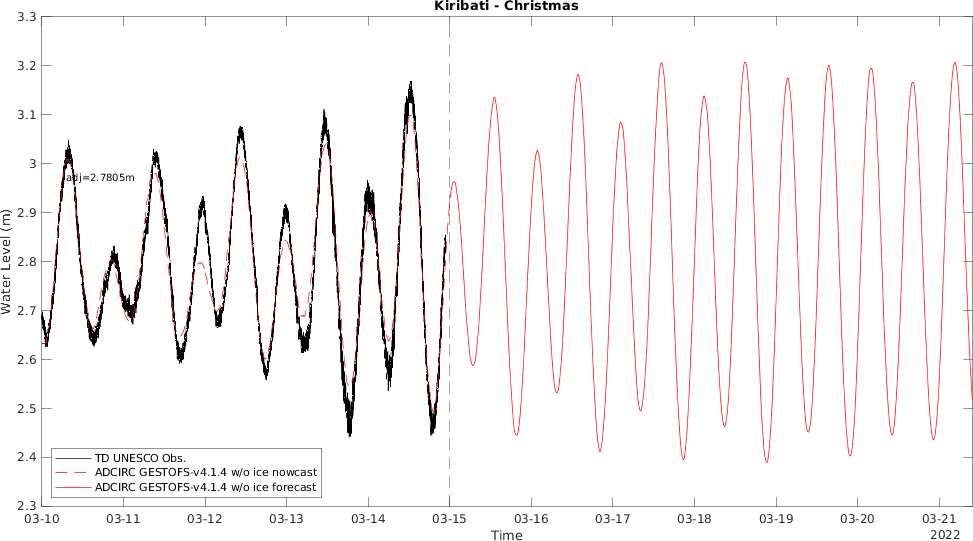 Kiribati - Christmas
3.3
3.2
3.1
3
2.9
2.8
2.7
2.6
2.5
2.4
2.3
Water Level (m)
adj=2.7805m
TD UNESCO Obs.
ADCIRC GESTOFS-v4.1.4 w/o ice nowcast
ADCIRC GESTOFS-v4.1.4 w/o ice forecast
03-10 03-11 03-12 03-13 03-14 03-15 03-16 03-17 03-18 03-19 03-20 03-21
Time
2022